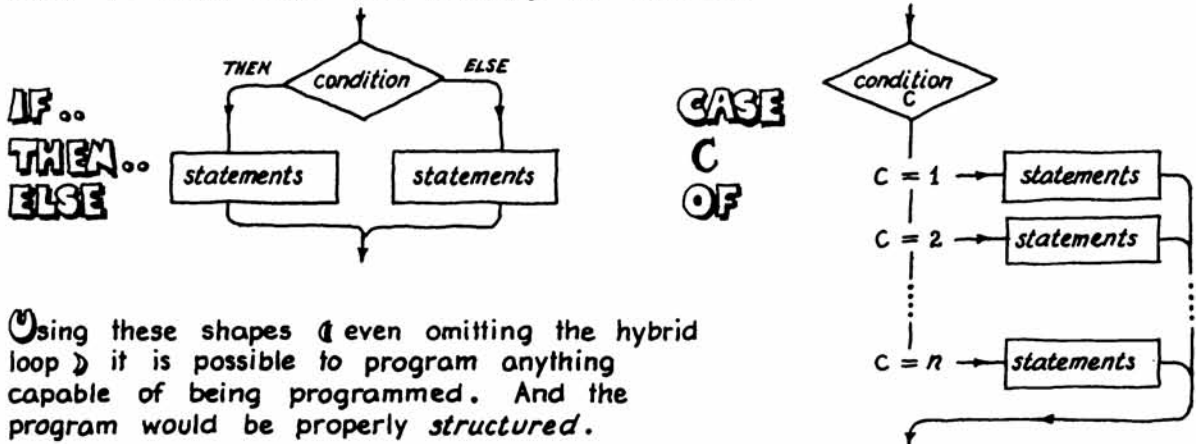 IF..
THEN..
ELSE
THEN
condition
ELSE
statements
statements
CASE
C
OF
condition
C
C = 1
statements
C = 2
statements
C = n
statements
Using these shapes ( even omitting the hybrid
loop ) it is possible to program anything
capable of being programmed. And the
program would be properly structured.